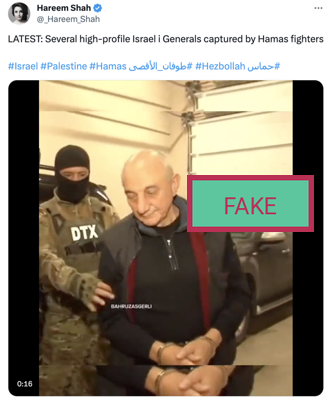 Hareem Shah
@_Hareem_Shah_
LATEST: Several high-profile Israel i Generals captured by Hamas fighters
#Israel #Palestine #Hamas #طوفان_الأقصى #Hezbollah #حماس
FAKE
DTX
BAHRUZASGERLI
0:16